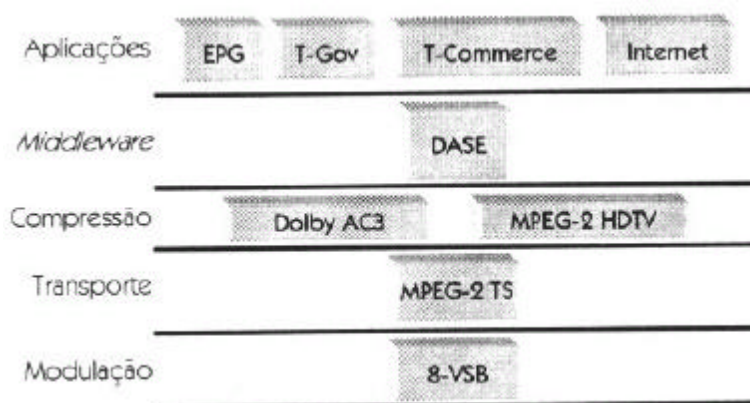 Aplicações EPG T-Gov T-Commerce Internet
Middleware DASE
Compressão Dolby AC3 MPEG-2 HDTV
Transporte MPEG-2 TS
Modulação 8-VSB